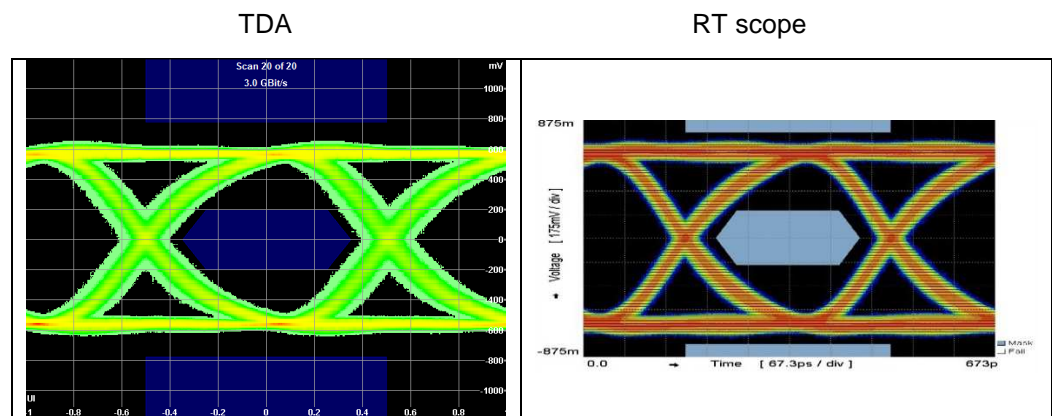 TDA
RT scope
Scan 20 of 20
3.0 GBit/s
mV
1000
800
600
400
200
0
-200
-400
-600
-800
-1000
UI
-1 -0.8 -0.6 -0.4 -0.2 0 0.2 0.4 0.6 0.8
875m
Voltage [ 175mV / div ]
-875m
0.0
Time [ 67.3ps / div ]
673p
Mask
Fail